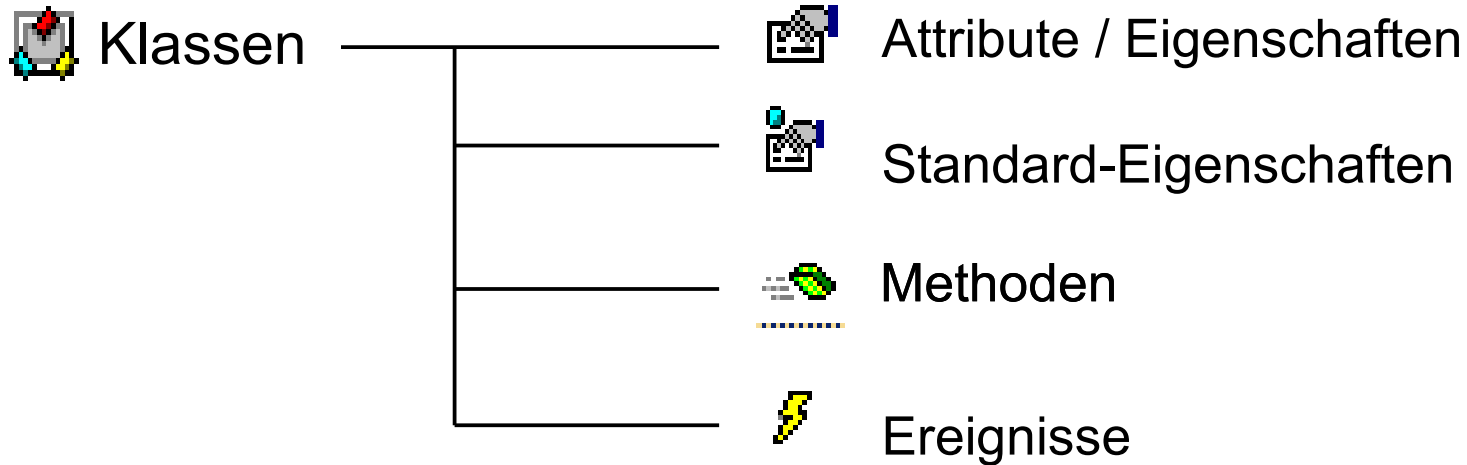 Klassen
Attribute / Eigenschaften
Standard-Eigenschaften
Methoden
Ereignisse